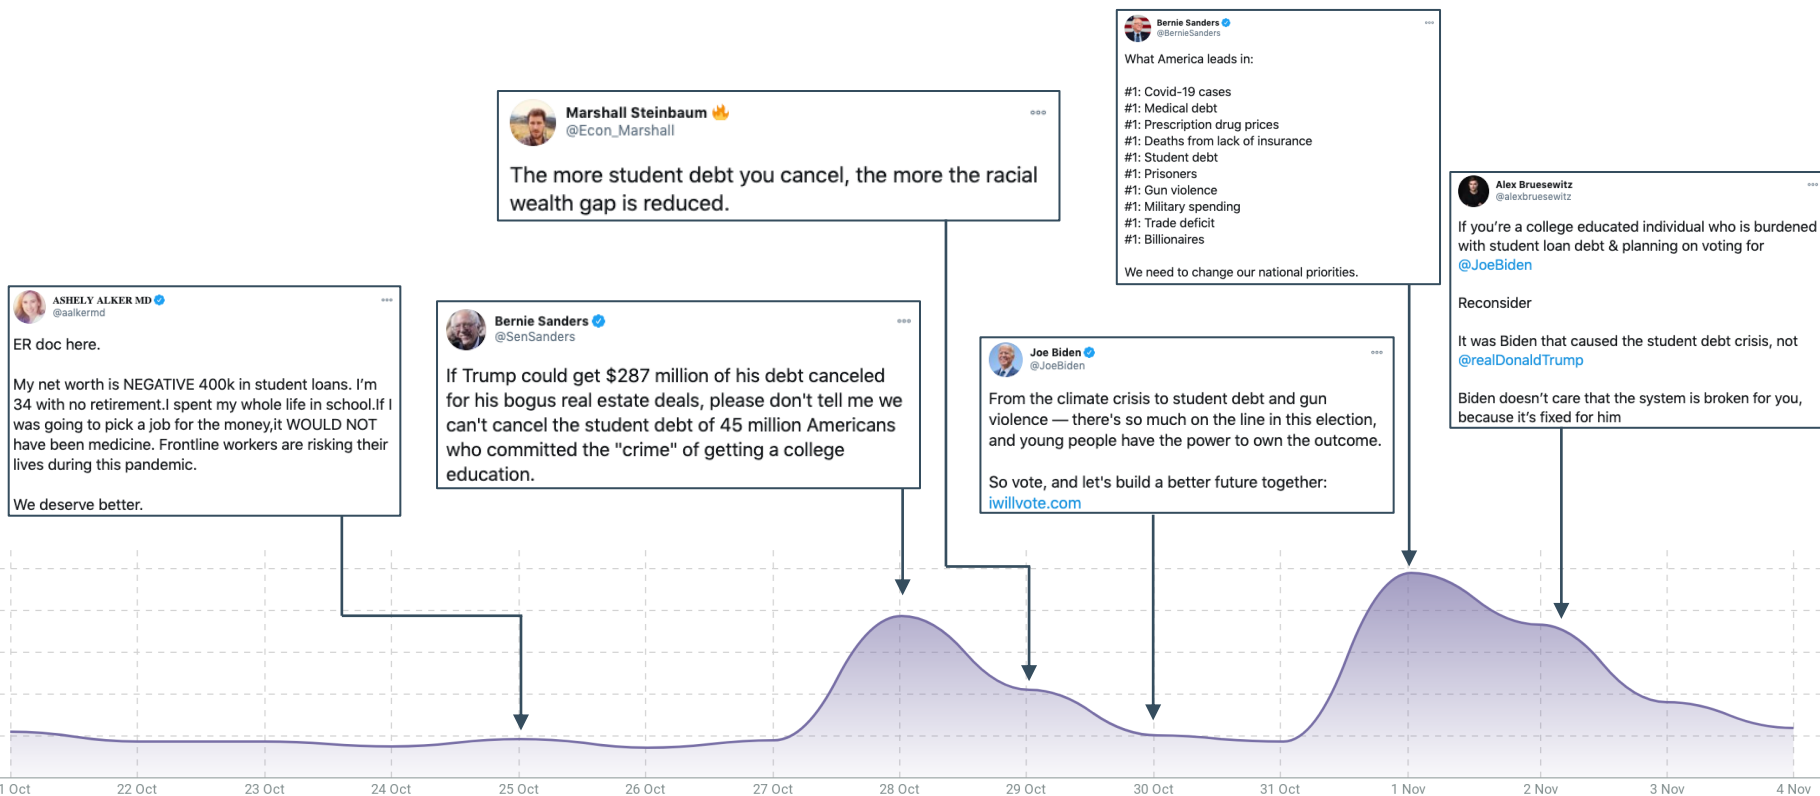 Bernie Sanders
@BernieSanders
What America leads in:
#1: Covid-19 cases
#1: Medical debt
#1: Prescription drug prices
#1: Deaths from lack of insurance
#1: Student debt
#1: Prisoners
#1: Gun violence
#1: Military spending
#1: Trade deficit
#1: Billionaires
We need to change our national priorities.
Marshall Steinbaum 🔥
@Econ_Marshall
The more student debt you cancel, the more the racial
wealth gap is reduced.
Alex Bruesewitz
@alexbruesewitz
If you’re a college educated individual who is burdened
with student loan debt & planning on voting for
@JoeBiden
Reconsider
It was Biden that caused the student debt crisis, not
@realDonaldTrump
Biden doesn’t care that the system is broken for you,
because it’s fixed for him
ASHELY ALKER MD
@aalkermd
ER doc here.
My net worth is NEGATIVE 400k in student loans. I’m
34 with no retirement.I spent my whole life in school.If I
was going to pick a job for the money,it WOULD NOT
have been medicine. Frontline workers are risking their
lives during this pandemic.
We deserve better.
Bernie Sanders
@SenSanders
If Trump could get $287 million of his debt canceled
for his bogus real estate deals, please don't tell me we
can't cancel the student debt of 45 million Americans
who committed the "crime" of getting a college
education.
Joe Biden
@JoeBiden
From the climate crisis to student debt and gun
violence — there's so much on the line in this election,
and young people have the power to own the outcome.
So vote, and let's build a better future together:
iwillvote.com
1 Oct
22 Oct
23 Oct
24 Oct
25 Oct
26 Oct
27 Oct
28 Oct
29 Oct
30 Oct
31 Oct
1 Nov
2 Nov
3 Nov
4 Nov